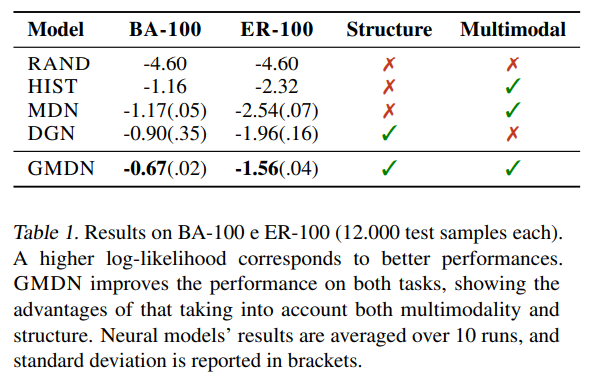 Model BA-100 ER-100 Structure Multimodal
RAND -4.60 -4.60 ✗ ✗
HIST -1.16 -2.32 ✗ ✓
MDN -1.17(.05) -2.54(.07) ✗ ✓
DGN -0.90(.35) -1.96(.16) ✓ ✗
GMDN -0.67(.02) -1.56(.04) ✓ ✓
Table 1. Results on BA-100 e ER-100 (12.000 test samples each).
A higher log-likelihood corresponds to better performances.
GMDN improves the performance on both tasks, showing the
advantages of that taking into account both multimodality and
structure. Neural models' results are averaged over 10 runs, and
standard deviation is reported in brackets.